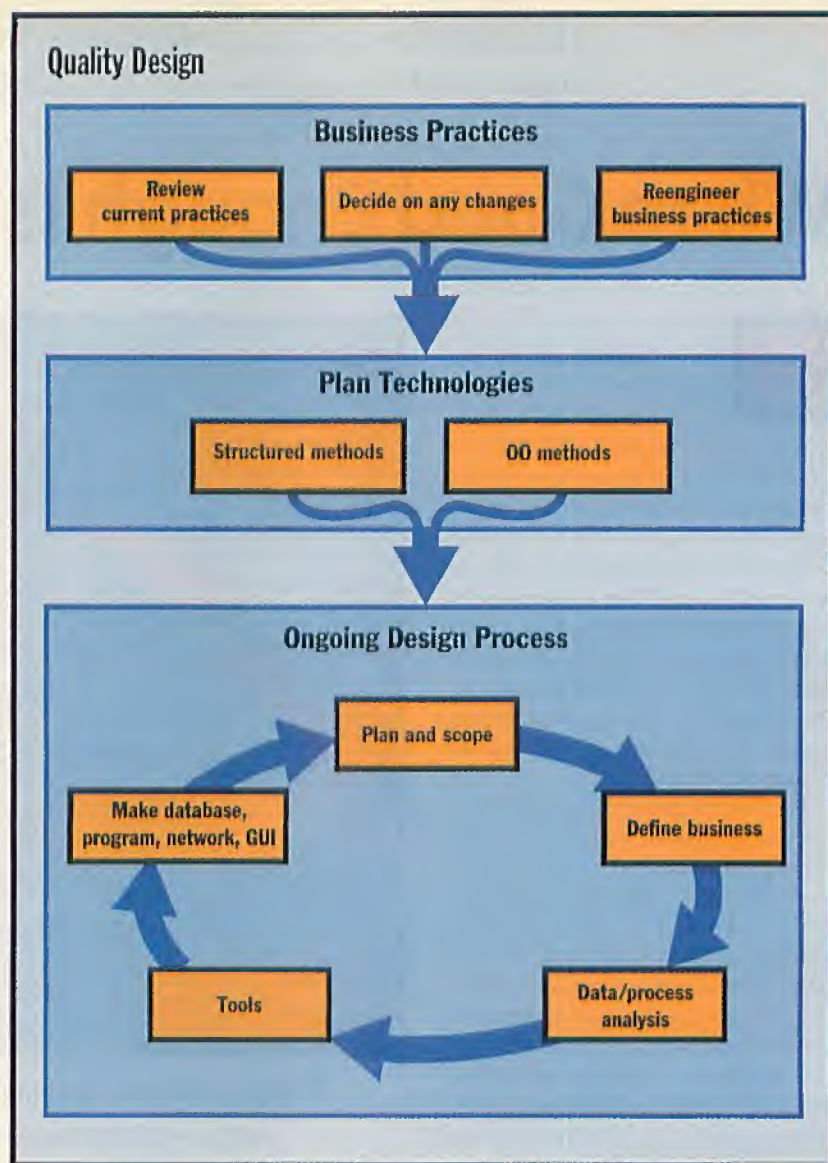 Quality Design
Business Practices
Review
current practices
Decide on any changes
Reengineer
business practices
Plan Technologies
Structured methods
OO methods
Ongoing Design Process
Plan and scope
Make database,
program, network, GUI
Define business
Tools
Data/process
analysis